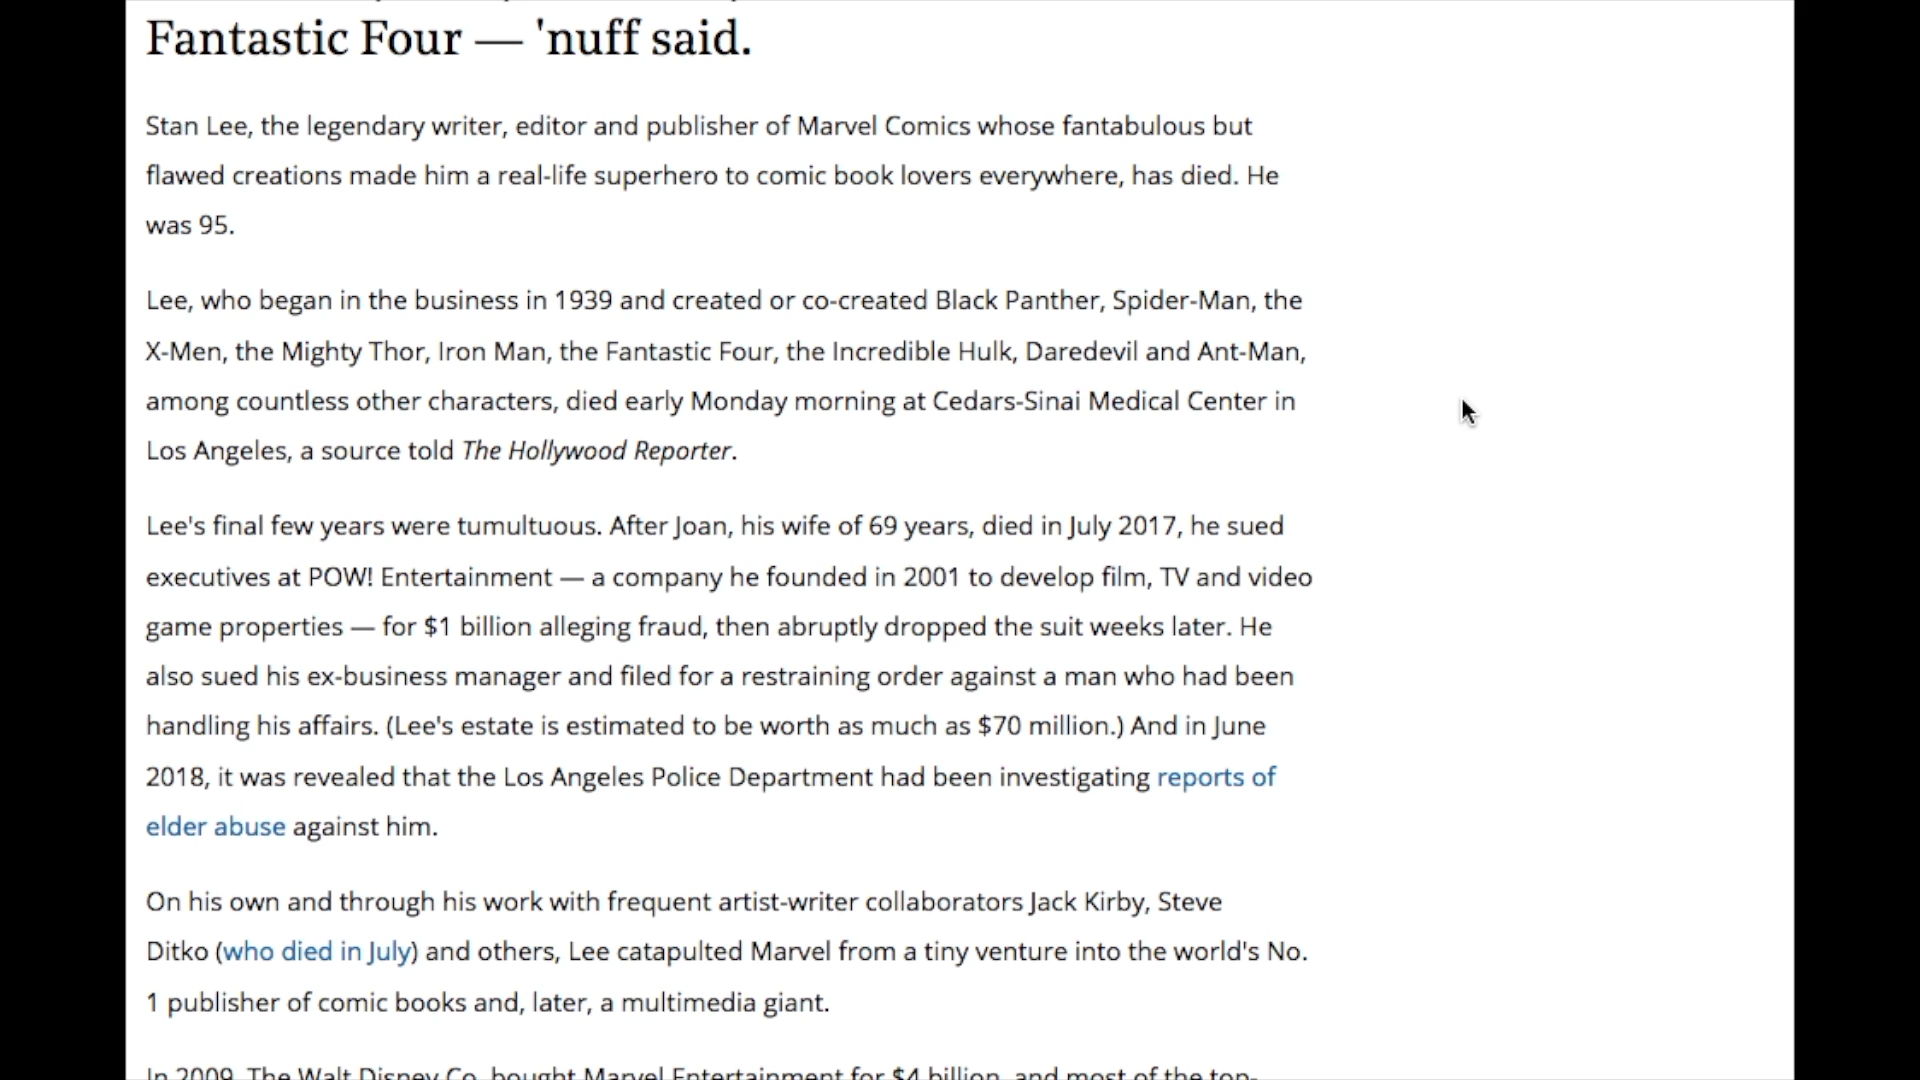 Fantastic Four — 'nuff said.
Stan Lee, the legendary writer, editor and publisher of Marvel Comics whose fantabulous but
flawed creations made him a real-life superhero to comic book lovers everywhere, has died. He
was 95.
Lee, who began in the business in 1939 and created or co-created Black Panther, Spider-Man, the
X-Men, the Mighty Thor, Iron Man, the Fantastic Four, the Incredible Hulk, Daredevil and Ant-Man,
among countless other characters, died early Monday morning at Cedars-Sinai Medical Center in
Los Angeles, a source told The Hollywood Reporter.
Lee's final few years were tumultuous. After Joan, his wife of 69 years, died in July 2017, he sued
executives at POW! Entertainment — a company he founded in 2001 to develop film, TV and video
game properties — for $1 billion alleging fraud, then abruptly dropped the suit weeks later. He
also sued his ex-business manager and filed for a restraining order against a man who had been
handling his affairs. (Lee's estate is estimated to be worth as much as $70 million.) And in June
2018, it was revealed that the Los Angeles Police Department had been investigating reports of
elder abuse against him.
On his own and through his work with frequent artist-writer collaborators Jack Kirby, Steve
Ditko (who died in July) and others, Lee catapulted Marvel from a tiny venture into the world's No.
1 publisher of comic books and, later, a multimedia giant.
In 2009, The Walt Disney Co. bought Marvel Entertainment for $4 billion, and most of the top-